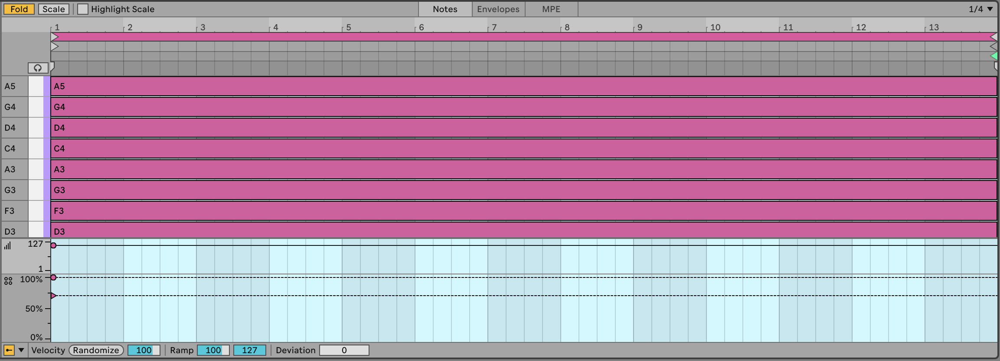 Fold Scale Highlight Scale Notes Envelopes MPE 1/4
1 2 3 4 5 6 7 8 9 10 11 12 13
A5 A5
G4 G4
D4 D4
C4 C4
A3 A3
G3 G3
F3 F3
D3 D3
127
1
100%
50%
0%
Velocity Randomize 100 Ramp 100 127 Deviation 0